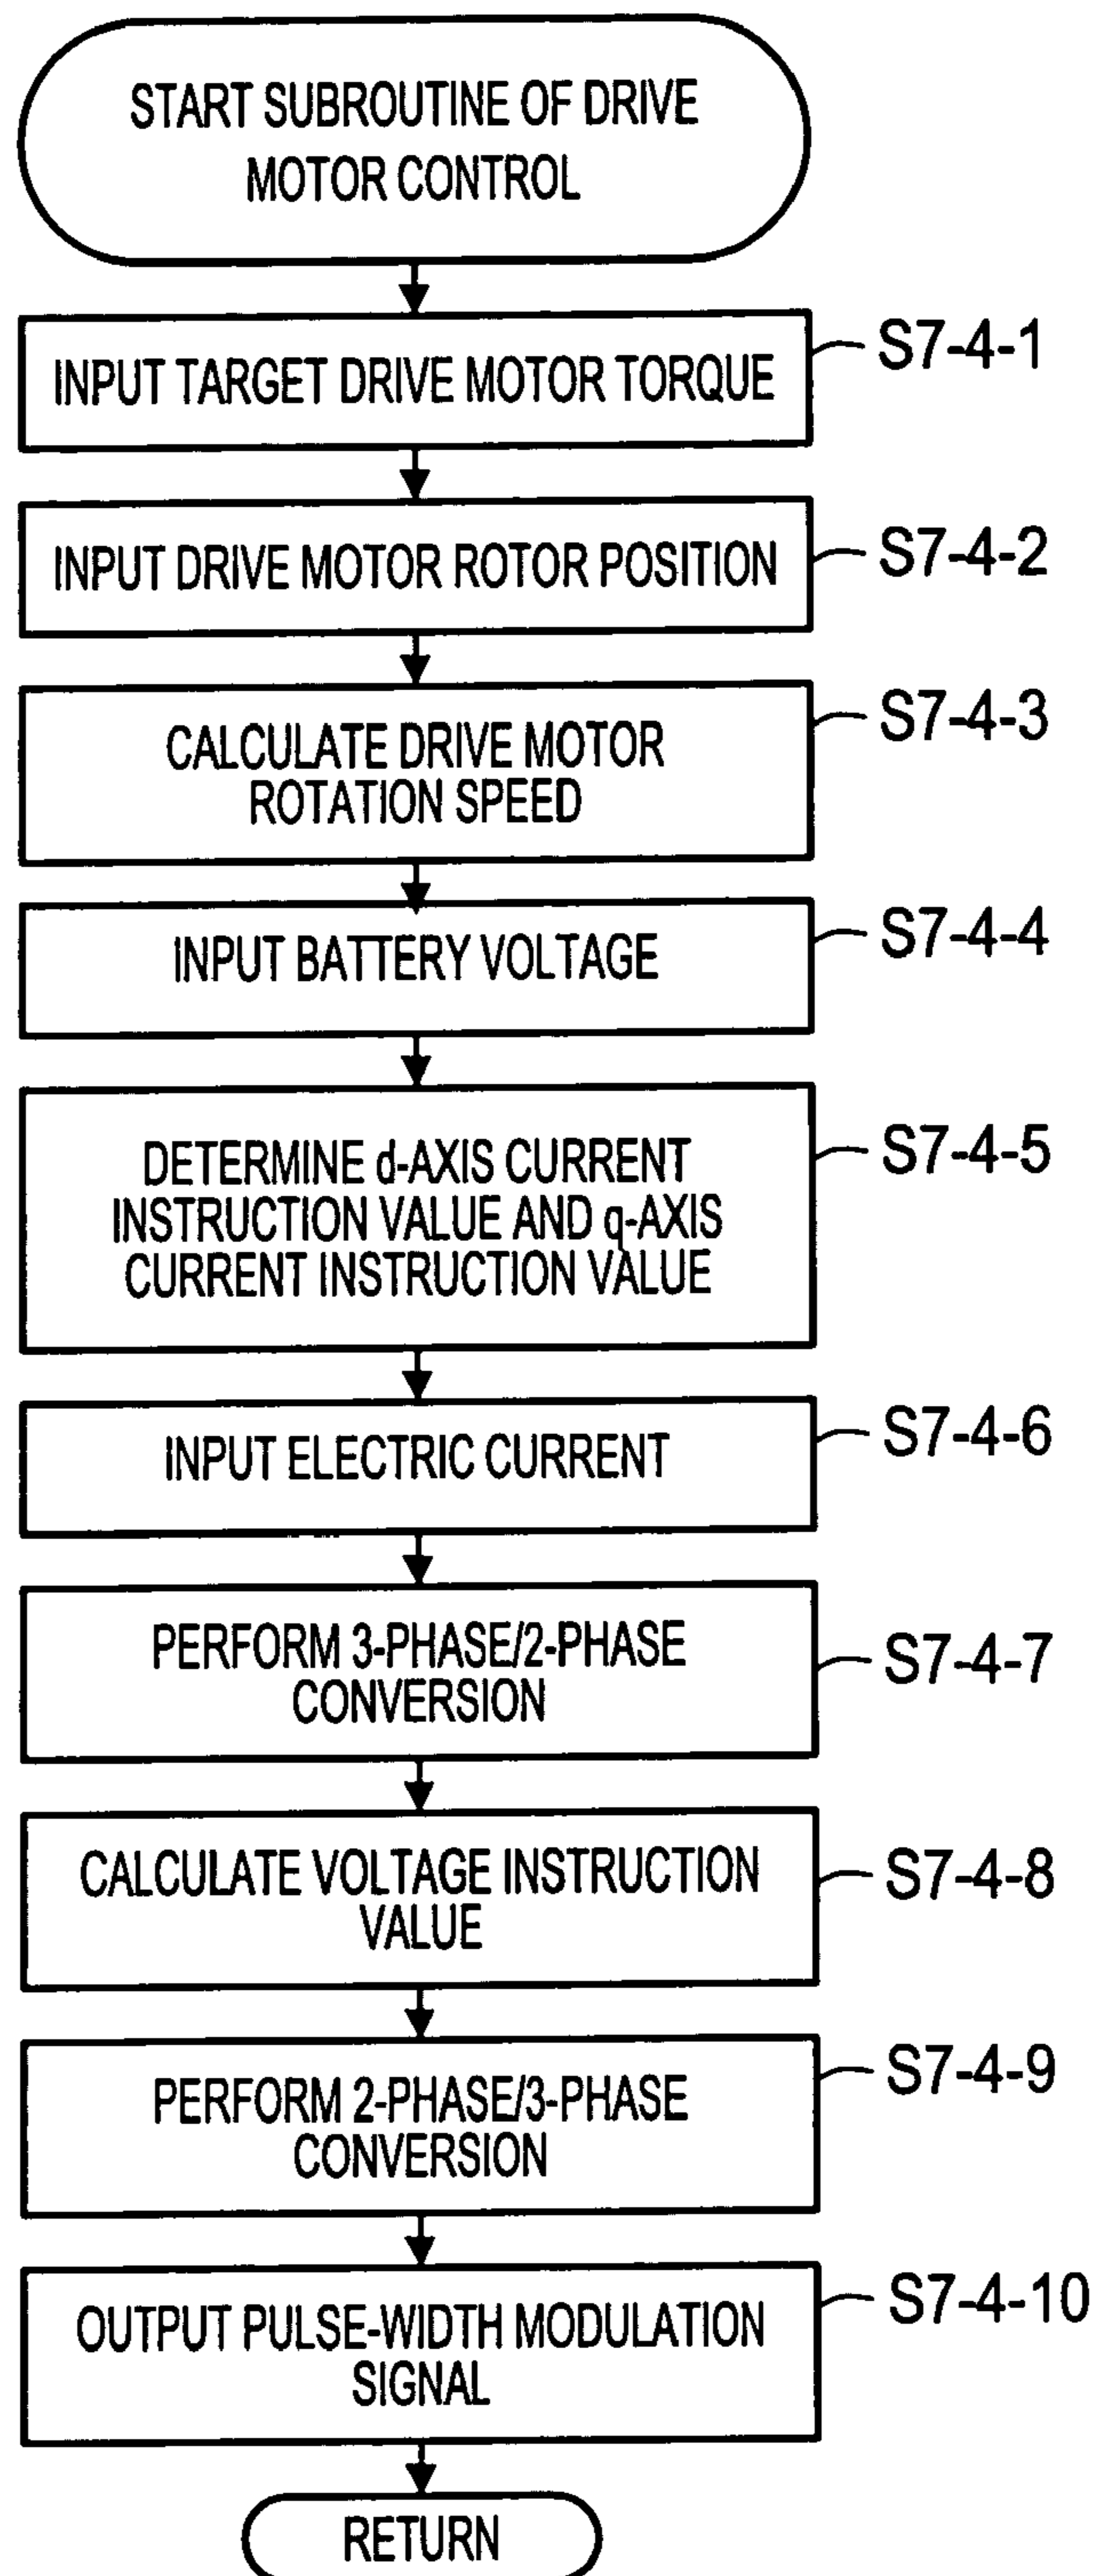 START SUBROUTINE OF DRIVE
MOTOR CONTROL
INPUT TARGET DRIVE MOTOR TORQUE
S7-4-1
INPUT DRIVE MOTOR ROTOR POSITION
S7-4-2
CALCULATE DRIVE MOTOR
ROTATION SPEED
S7-4-3
INPUT BATTERY VOLTAGE
S7-4-4
DETERMINE d-AXIS CURRENT
INSTRUCTION VALUE AND q-AXIS
CURRENT INSTRUCTION VALUE
S7-4-5
INPUT ELECTRIC CURRENT
S7-4-6
PERFORM 3-PHASE/2-PHASE
CONVERSION
S7-4-7
CALCULATE VOLTAGE INSTRUCTION
VALUE
S7-4-8
PERFORM 2-PHASE/3-PHASE
CONVERSION
S7-4-9
OUTPUT PULSE-WIDTH MODULATION
SIGNAL
S7-4-10
RETURN